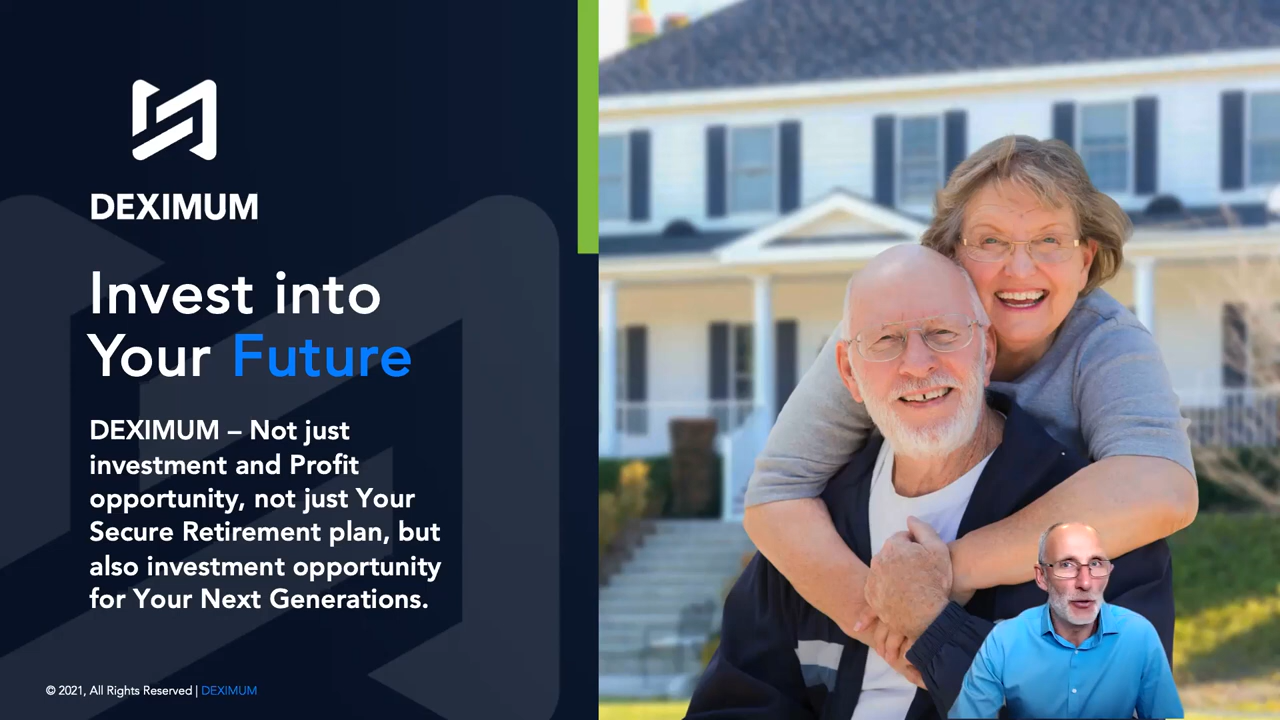 DEXIMUM
Invest into
Your Future
DEXIMUM – Not just
investment and Profit
opportunity, not just Your
Secure Retirement plan, but
also investment opportunity
for Your Next Generations.
© 2021, All Rights Reserved | DEXIMUM